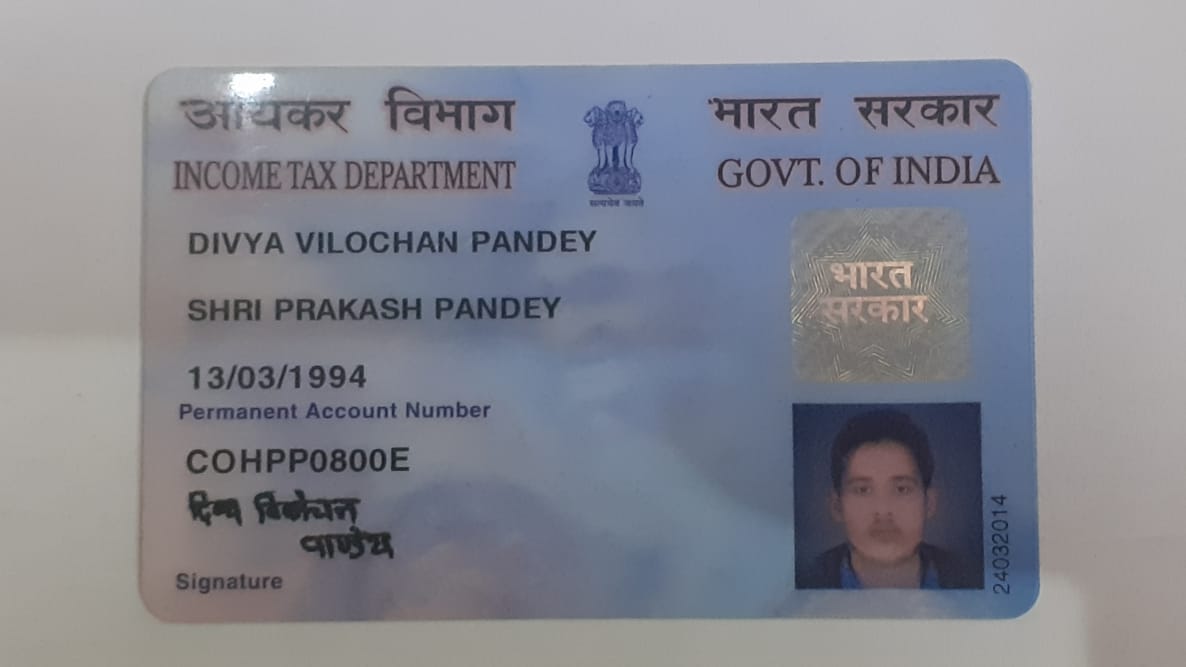 आयकर विभाग भारत सरकार
INCOME TAX DEPARTMENT GOVT. OF INDIA
सत्यमेव जयते
DIVYA VILOCHAN PANDEY
SHRI PRAKASH PANDEY
भारत
सरकार
13/03/1994
Permanent Account Number
COHPP0800E
दिव्य विलोचन
पाण्डेय
Signature
24032014